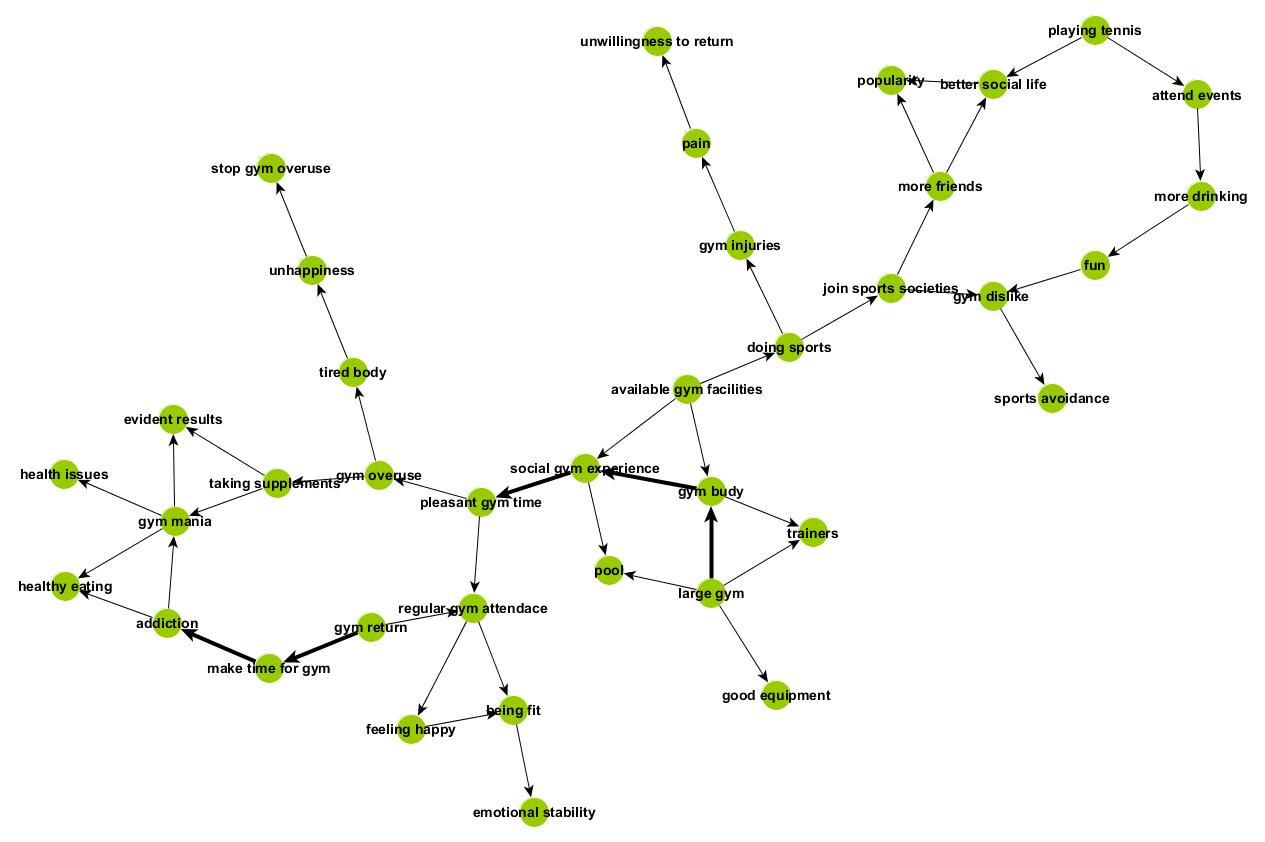 playing tennis
unwillingness to return
popularity
better social life
attend events
pain
stop gym overuse
more friends
more drinking
gym injuries
fun
unhappiness
join sports societies
gym dislike
doing sports
tired body
available gym facilities
sports avoidance
evident results
social gym experience
health issues
gym overuse
taking supplements
gym budy
pleasant gym time
gym mania
trainers
pool
healthy eating
large gym
regular gym attendace
addiction
gym return
make time for gym
good equipment
being fit
feeling happy
emotional stability